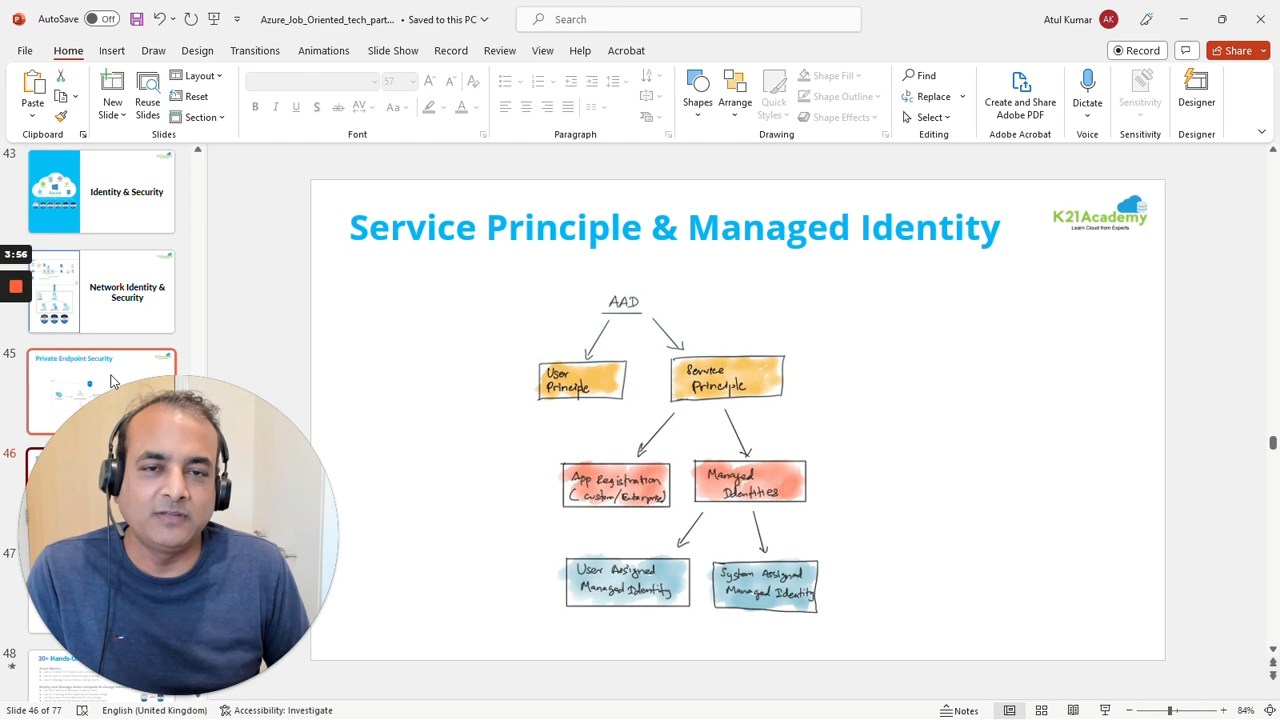 AutoSave Off
Azure_Job_Oriented_tech_part... • Saved to this PC
Search
Atul Kumar AK
File Home Insert Draw Design Transitions Animations Slide Show Record Review View Help Acrobat
Record Share
Paste
Clipboard
New Slide
Reuse Slides
Layout
Reset
Section
Slides
57
Font
Paragraph
Shapes
Arrange
Quick Styles
Shape Fill
Shape Outline
Shape Effects
Drawing
Find
Replace
Select
Editing
Create and Share Adobe PDF
Adobe Acrobat
Dictate
Voice
Sensitivity
Sensitivity
Designer
Designer
43
Identity & Security
3:56
Network Identity &
Security
45
Private Endpoint Security
46
47
48
30+ Hands-
Service Principle & Managed Identity
K21Academy
Learn Cloud from Experts
AAD
User
Principle
Service
Principle
App Registration
(Custom/Enterprise)
Managed
Identities
User Assigned
Managed Identity
System Assigned
Managed Identity
Slide 46 of 77 English (United Kingdom) Accessibility: Investigate Notes 84%